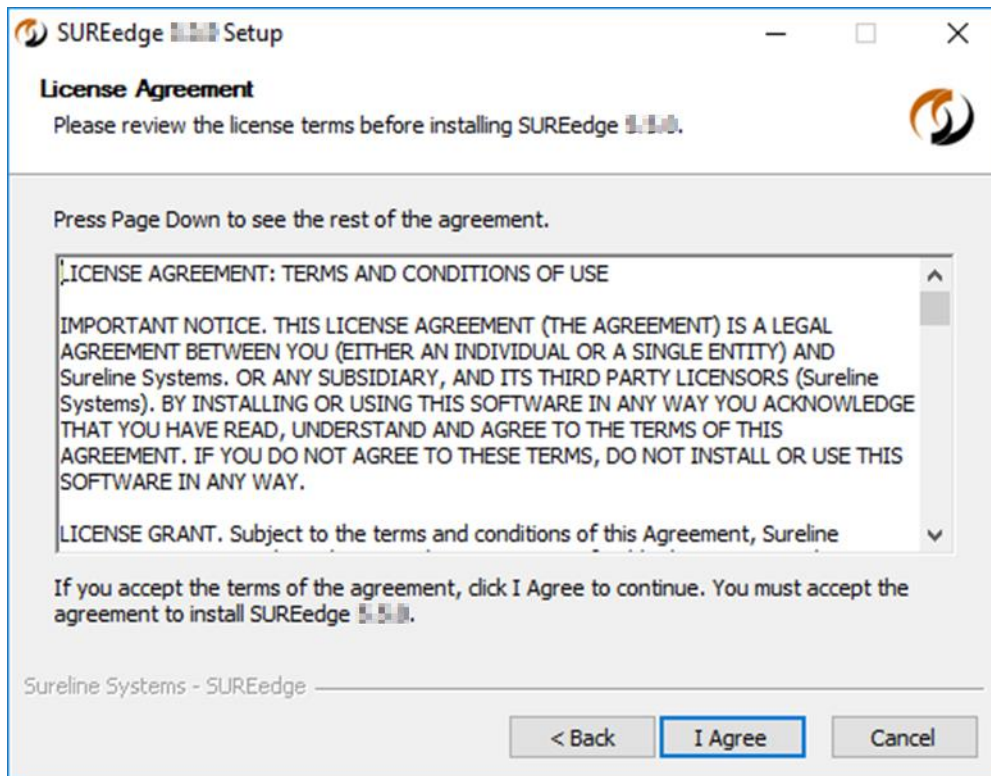 SUREedge Setup
License Agreement
Please review the license terms before installing SUREedge
Press Page Down to see the rest of the agreement.
LICENSE AGREEMENT: TERMS AND CONDITIONS OF USE
IMPORTANT NOTICE. THIS LICENSE AGREEMENT (THE AGREEMENT) IS A LEGAL
AGREEMENT BETWEEN YOU (EITHER AN INDIVIDUAL OR A SINGLE ENTITY) AND
Sureline Systems. OR ANY SUBSIDIARY, AND ITS THIRD PARTY LICENSORS (Sureline
Systems). BY INSTALLING OR USING THIS SOFTWARE IN ANY WAY YOU ACKNOWLEDGE
THAT YOU HAVE READ, UNDERSTAND AND AGREE TO THE TERMS OF THIS
AGREEMENT. IF YOU DO NOT AGREE TO THESE TERMS, DO NOT INSTALL OR USE THIS
SOFTWARE IN ANY WAY.
LICENSE GRANT. Subject to the terms and conditions of this Agreement, Sureline
If you accept the terms of the agreement, click I Agree to continue. You must accept the
agreement to install SUREedge
Sureline Systems - SUREedge
< Back
I Agree
Cancel